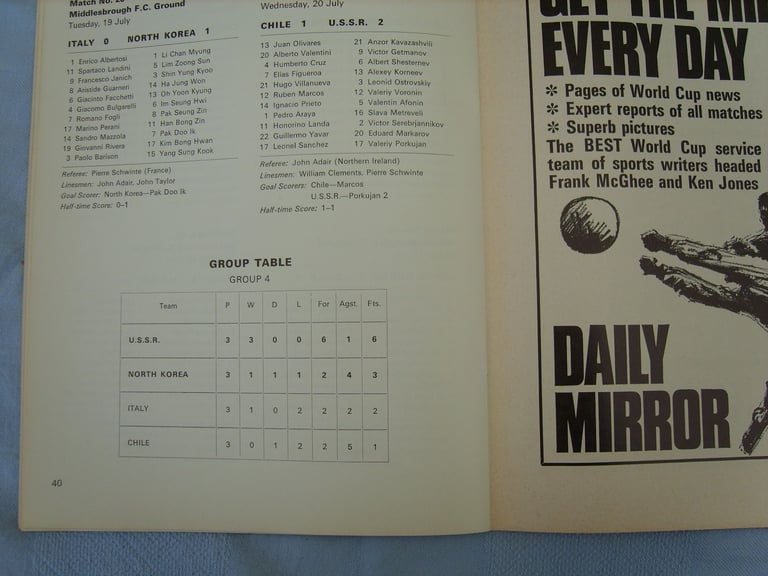 Match No. 26
Middlesbrough F.C. Ground
Tuesday, 19 July
ITALY 0 NORTH KOREA 1
1 Enrico Albertosi 1 Li Chan Myung
11 Spartaco Landini 5 Lim Zoong Sun
9 Francesco Janich 3 Shin Yung Kyoo
8 Aristide Guarneri 14 Ha Jung Won
6 Giacinto Facchetti 13 Oh Yoon Kyung
4 Giacomo Bulgarelli 6 Im Seung Hwi
7 Romano Fogli 8 Pak Seung Zin
17 Marino Perani 11 Han Bong Zin
14 Sandro Mazzola 7 Pak Doo Ik
19 Giovanni Rivera 17 Kim Bong Hwan
3 Paolo Barison 15 Yang Sung Kook
Referee: Pierre Schwinte (France)
Linesmen: John Adair, John Taylor
Goal Scorer: North Korea—Pak Doo Ik
Half-time Score: 0–1
Wednesday, 20 July
CHILE 1 U.S.S.R. 2
13 Juan Olivares 21 Anzor Kavazashvili
20 Alberto Valentini 9 Victor Getmanov
4 Humberto Cruz 6 Albert Shesternev
7 Elias Figueroa 13 Alexey Korneev
21 Hugo Villanueva 3 Leonid Ostrovskiy
12 Ruben Marcos 12 Valeriy Voronin
14 Ignacio Prieto 5 Valentin Afonin
1 Pedro Araya 16 Slava Metreveli
11 Honorino Landa 2 Victor Serebrjannikov
22 Guillermo Yavar 20 Eduard Markarov
17 Leonel Sanchez 17 Valeriy Porkujan
Referee: John Adair (Northern Ireland)
Linesmen: William Clements, Pierre Schwinte
Goal Scorers: Chile—Marcos
U.S.S.R.—Porkujan 2
Half-time Score: 1–1
GROUP TABLE
GROUP 4
Team P W D L For Agst. Pts.
U.S.S.R. 3 3 0 0 6 1 6
NORTH KOREA 3 1 1 1 2 4 3
ITALY 3 1 0 2 2 2 2
CHILE 3 0 1 2 2 5 1
40
EVERY DAY
✻ Pages of World Cup news
✻ Expert reports of all matches
✻ Superb pictures
The BEST World Cup service
team of sports writers headed
Frank McGhee and Ken Jones
DAILY
MIRROR